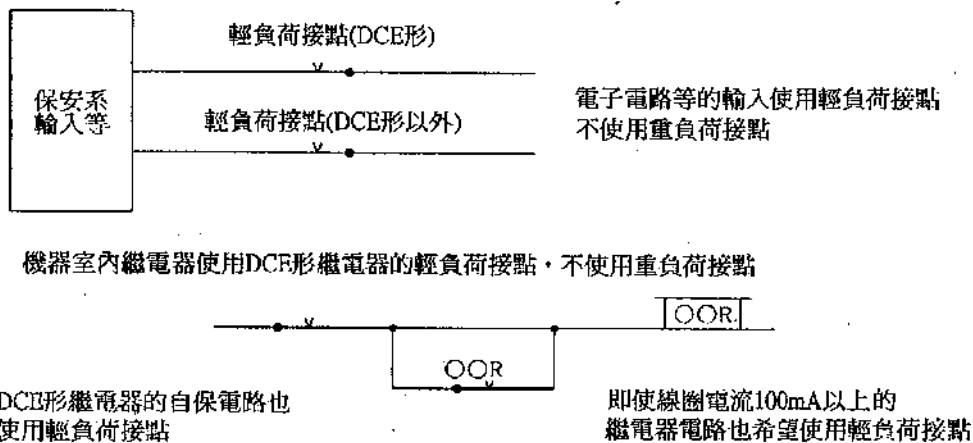 輕負荷接點(DCE形)
保安系
輸入等
輕負荷接點(DCE形以外)
電子電路等的輸入使用輕負荷接點
不使用重負荷接點
機器室內繼電器使用DCE形繼電器的輕負荷接點,不使用重負荷接點
○○R
○○R
DCE形繼電器的自保電路也
使用輕負荷接點
即使線圈電流100mA以上的
繼電器電路也希望使用輕負荷接點